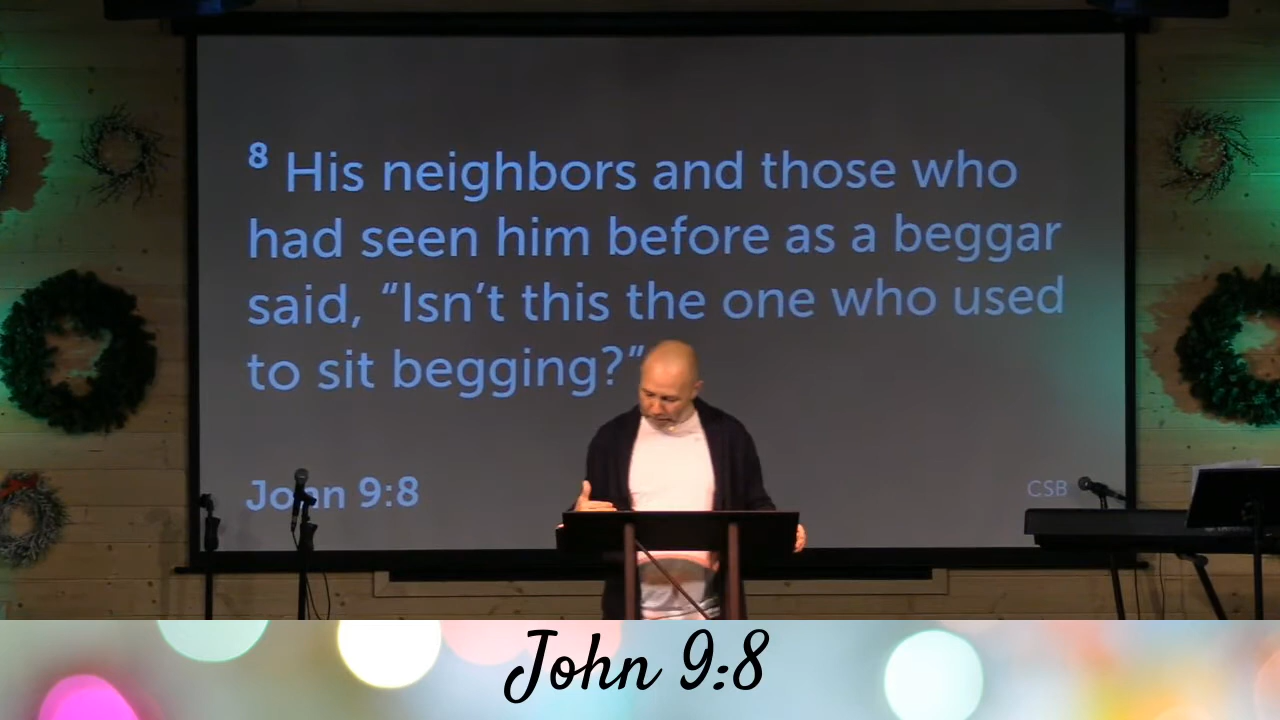 8 His neighbors and those who
had seen him before as a beggar
said, “Isn’t this the one who used
to sit begging?”
John 9:8
CSB
John 9:8